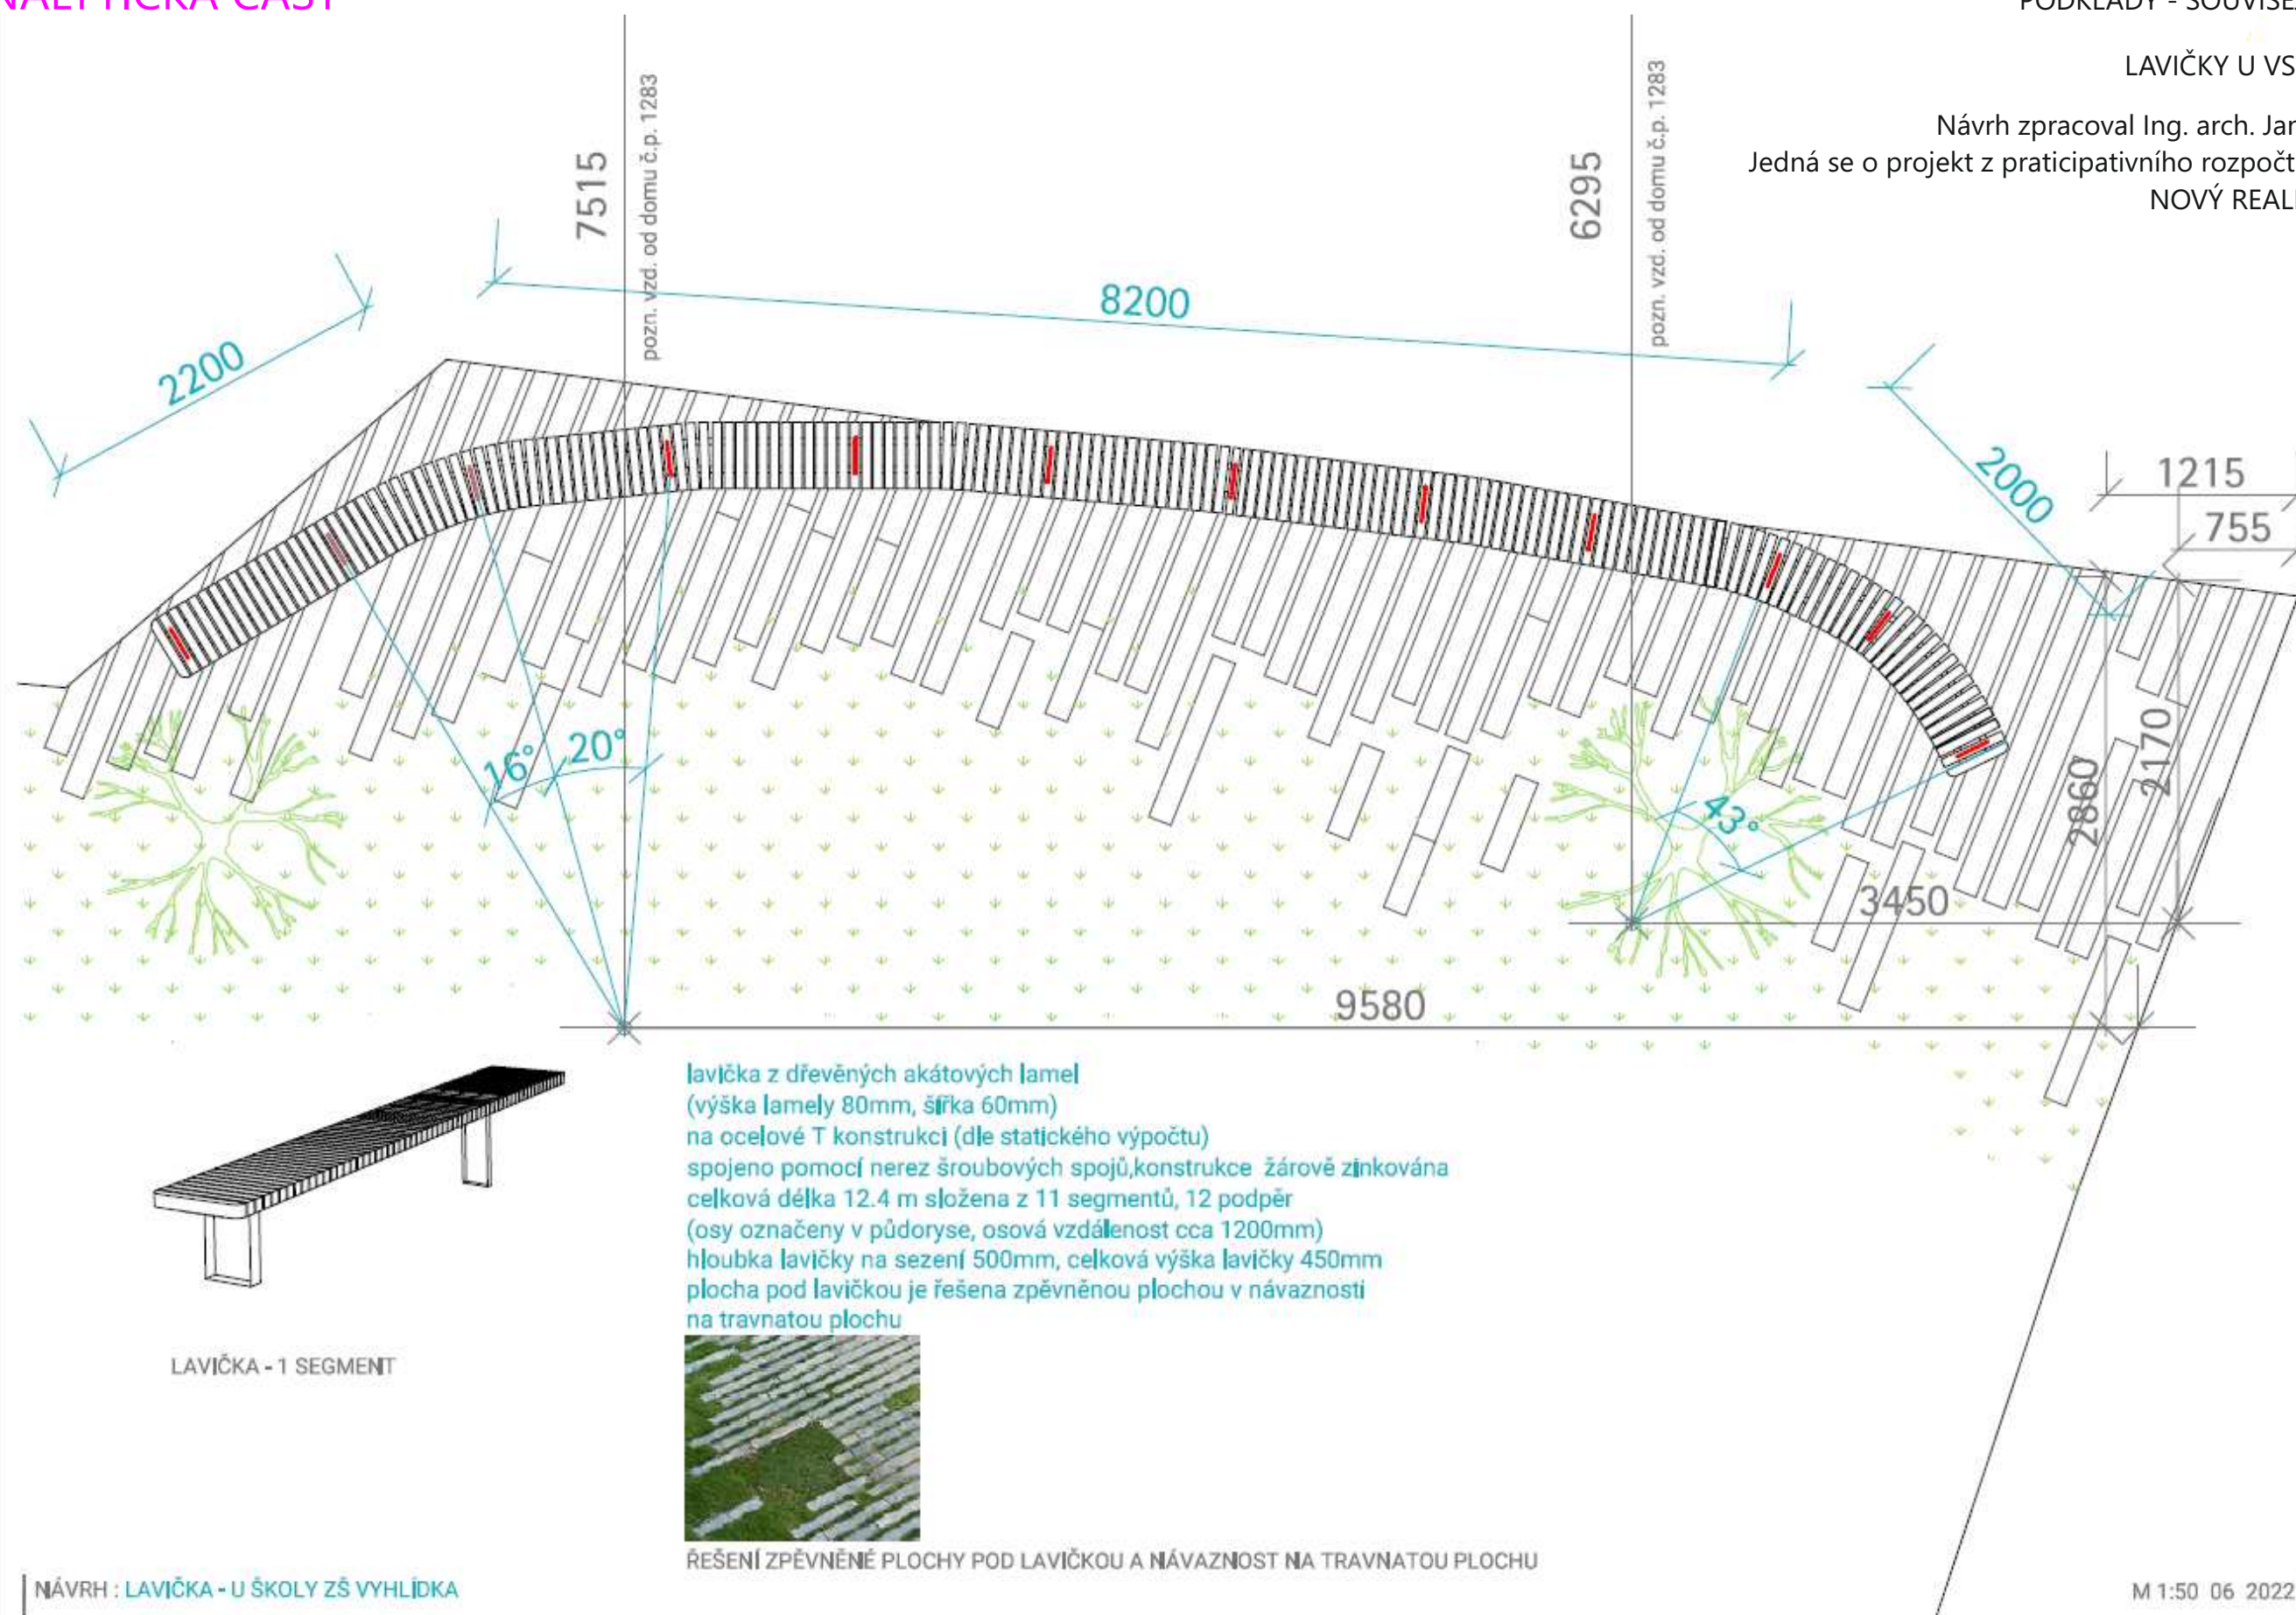 PODKLADY - SOUVISE
LAVIČKY U VS
Návrh zpracoval Ing. arch. Jar
Jedná se o projekt z praticipativního rozpočt
NOVÝ REAL
7515
pozn. vzd. od domu č.p. 1283
6295
pozn. vzd. od domu č.p. 1283
8200
2200
2000
1215
755
16°
20°
43°
2860
2170
3450
9580
lavička z dřevěných akátových lamel
(výška lamely 80mm, šířka 60mm)
na ocelové T konstrukci (dle statického výpočtu)
spojeno pomocí nerez šroubových spojů,konstrukce žárově zinkována
celková délka 12.4 m složena z 11 segmentů, 12 podpěr
(osy označeny v půdoryse, osová vzdálenost cca 1200mm)
hloubka lavičky na sezení 500mm, celková výška lavičky 450mm
plocha pod lavičkou je řešena zpěvněnou plochou v návaznosti
na travnatou plochu
LAVIČKA - 1 SEGMENT
ŘEŠENÍ ZPĚVNĚNÉ PLOCHY POD LAVIČKOU A NÁVAZNOST NA TRAVNATOU PLOCHU
NÁVRH : LAVIČKA - U ŠKOLY ZŠ VYHLÍDKA
M 1:50 06 2022